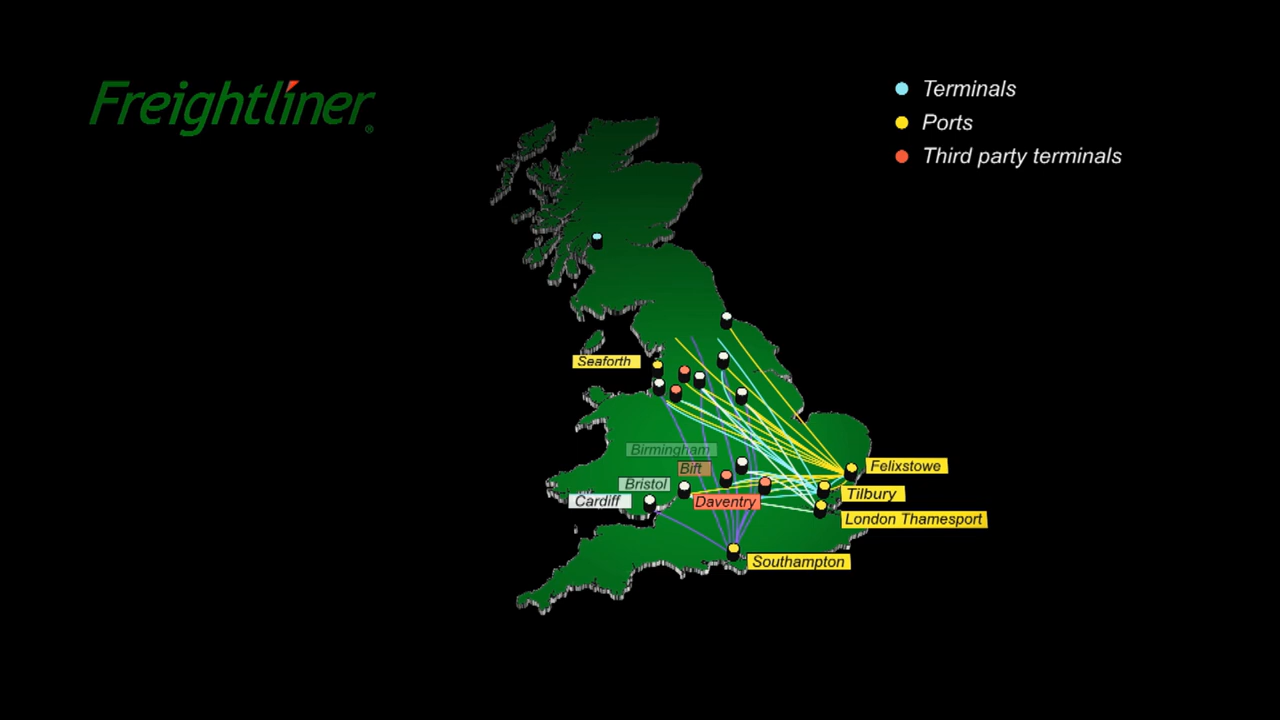 Freightliner®
Terminals
Ports
Third party terminals
Seaforth
Birmingham
Bift
Bristol
Cardiff
Daventry
Felixstowe
Tilbury
London Thamesport
Southampton